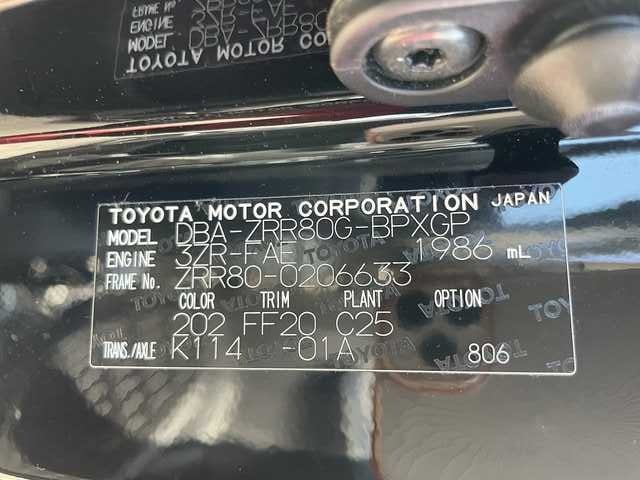 TOYOTA MOTOR CORPORATION JAPAN
MODEL DBA-ZRR80G-BPXGP
ENGINE 3ZR-FAE 1986 mL
FRAME No. ZRR80-0206633
COLOR TRIM PLANT OPTION
202 FF20 C25
TRANS./AXLE K114 -01A 806